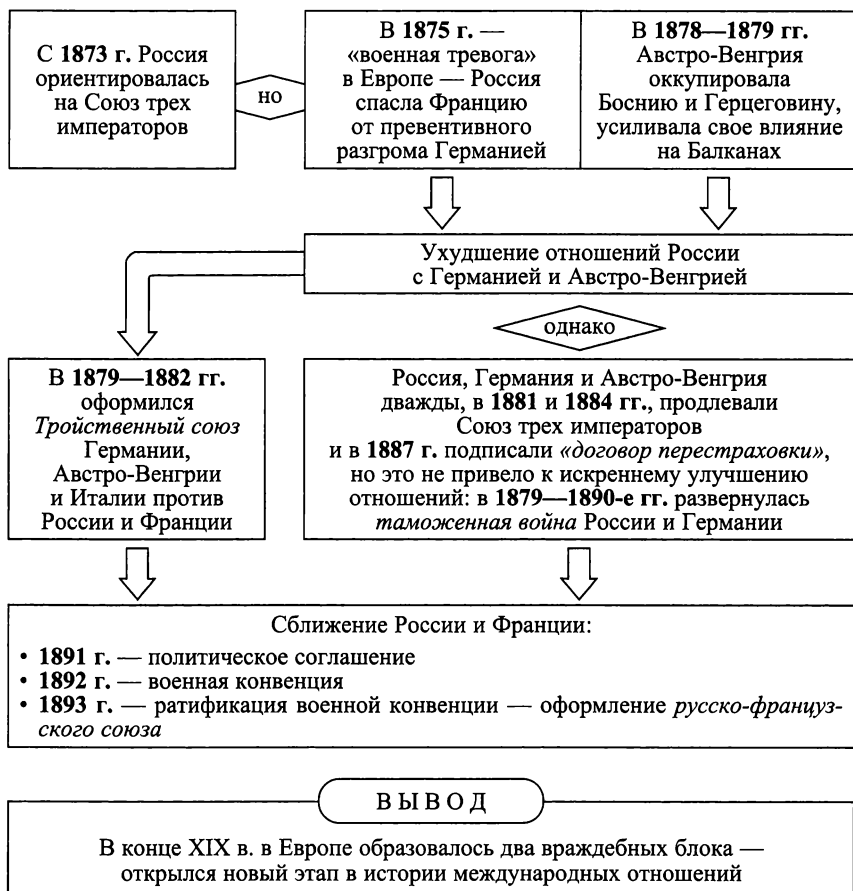 С 1873 г. Россия
ориентировалась
на Союз трех
императоров
но
В 1875 г. —
«военная тревога»
в Европе — Россия
спасла Францию
от превентивного
разгрома Германией
В 1878—1879 гг.
Австро-Венгрия
оккупировала
Боснию и Герцеговину,
усиливала свое влияние
на Балканах
Ухудшение отношений России
с Германией и Австро-Венгрией
однако
В 1879—1882 гг.
оформился
Тройственный союз
Германии,
Австро-Венгрии
и Италии против
России и Франции
Россия, Германия и Австро-Венгрия
дважды, в 1881 и 1884 гг., продлевали
Союз трех императоров
и в 1887 г. подписали «договор перестраховки»,
но это не привело к искреннему улучшению
отношений: в 1879—1890-е гг. развернулась
таможенная война России и Германии
Сближение России и Франции:
• 1891 г. — политическое соглашение
• 1892 г. — военная конвенция
• 1893 г. — ратификация военной конвенции — оформление русско-француз-
ского союза
ВЫВОД
В конце XIX в. в Европе образовалось два враждебных блока —
открылся новый этап в истории международных отношений